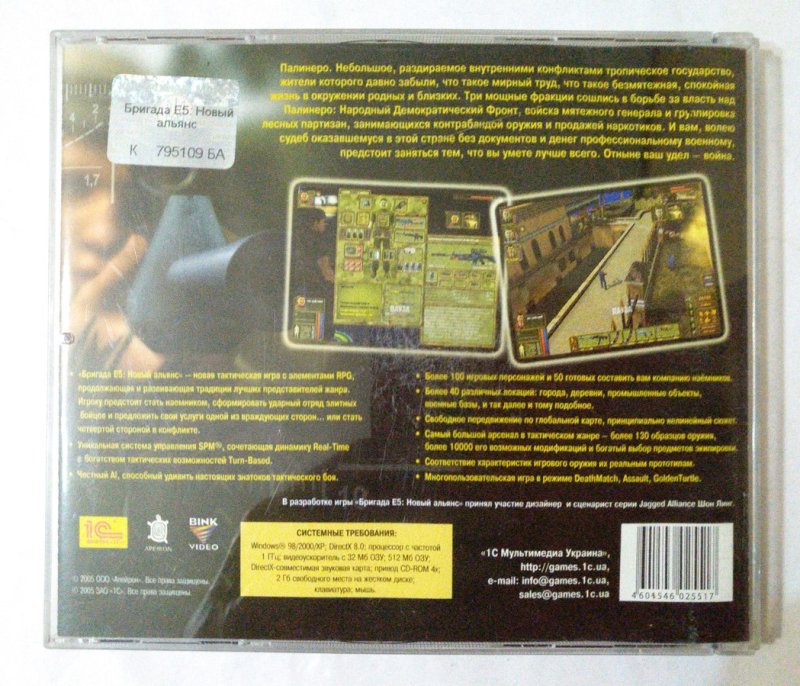 Палинеро. Небольшое, раздираемое внутренними конфликтами тропическое государство,
жители которого давно забыли, что такое мирный труд, что такое безмятежная, спокойная
жизнь в окружении родных и близких. Три мощные фракции сошлись в борьбе за власть над
Палинеро: Народный Демократический Фронт, войска мятежного генерала и группировка
лесных партизан, занимающихся контрабандой оружия и продажей наркотиков. И вам, волею
судеб оказавшемуся в этой стране без документов и денег профессиональному военному,
предстоит заняться тем, что вы умете лучше всего. Отныне ваш удел – война.
Бригада Е5: Новый
альянс
К 795109 БА
4 2
1,7
ПАУЗА
• «Бригада Е5: Новый альянс» – новая тактическая игра с элементами RPG,
продолжающая и развивающая традиции лучших представителей жанра.
Игроку предстоит стать наемником, сформировать ударный отряд элитных
бойцов и предложить свои услуги одной из враждующих сторон... или стать
четвертой стороной в конфликте.
• Уникальная система управления SPM®, сочетающая динамику Real-Time
с богатством тактических возможностей Turn-Based.
• Честный AI, способный удивить настоящих знатоков тактического боя.
• Более 100 игровых персонажей и 50 готовых составить вам компанию наёмников.
• Более 40 различных локаций: города, деревни, промышленные объекты,
военные базы, и так далее и тому подобное.
• Свободное передвижение по глобальной карте, принципиально нелинейный сюжет.
• Самый большой арсенал в тактическом жанре – более 130 образцов оружия,
более 10000 его возможных модификаций и богатый выбор предметов экипировки.
• Соответствие характеристик игрового оружия их реальным прототипам.
• Многопользовательская игра в режиме DeathMatch, Assault, GoldenTurtle.
В разработке игры «Бригада Е5: Новый альянс» принял участие дизайнер и сценарист серии Jagged Alliance Шон Линг.
1С
APEIRON
BINK
VIDEO
СИСТЕМНЫЕ ТРЕБОВАНИЯ:
Windows® 98/2000/XP; DirectX 8.0; процессор с частотой
1 ГГц; видеоускоритель с 32 Мб ОЗУ; 512 Мб ОЗУ;
DirectX-совместимая звуковая карта; привод CD-ROM 4x;
2 Гб свободного места на жестком диске;
клавиатура; мышь.
«1С Мультимедиа Украина»,
http://games.1c.ua,
e-mail: info@games.1c.ua,
sales@games.1c.ua
4604546025517
© 2005 ООО «Апейрон». Все права защищены.
© 2005 ЗАО «1С». Все права защищены.